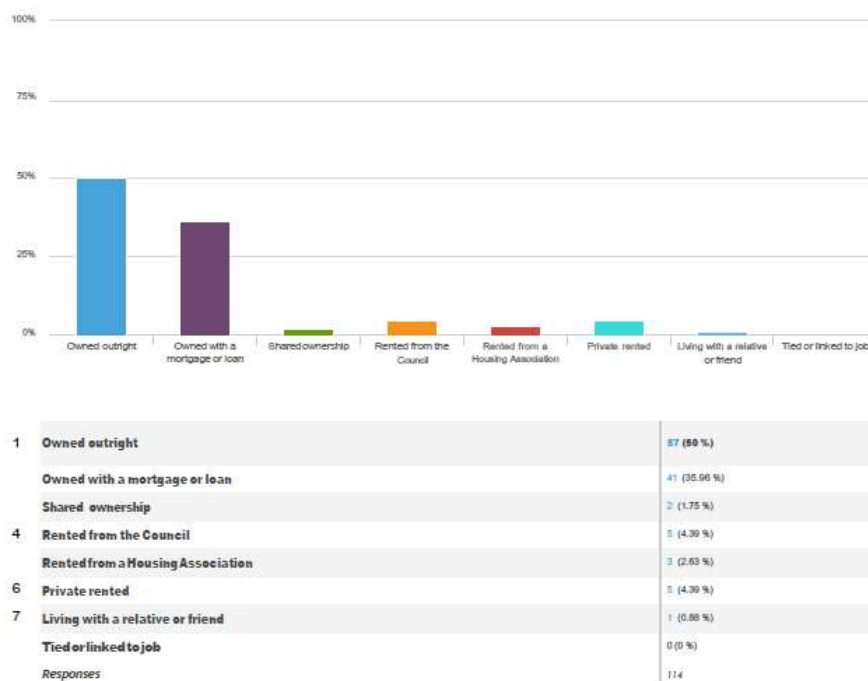 100%
75%
50%
25%
0%
Owned outright
Owned with a mortgage or loan
Shared ownership
Rented from the Council
Rented from a Housing Association
Private rented
Living with a relative or friend
Tied or linked to job
1 Owned outright 57 (50 %)
Owned with a mortgage or loan 41 (35.96 %)
Shared ownership 2 (1.75 %)
4 Rented from the Council 5 (4.39 %)
Rented from a Housing Association 3 (2.63 %)
6 Private rented 5 (4.39 %)
7 Living with a relative or friend 1 (0.88 %)
Tied or linked to job 0 (0 %)
Responses 114